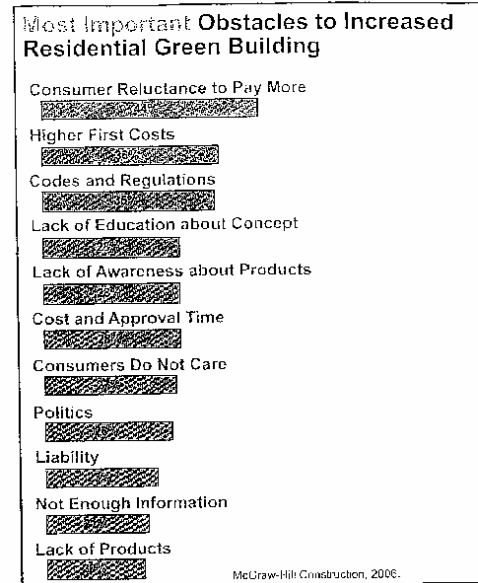 Most Important Obstacles to Increased
Residential Green Building
Consumer Reluctance to Pay More
Higher First Costs
Codes and Regulations
Lack of Education about Concept
Lack of Awareness about Products
Cost and Approval Time
Consumers Do Not Care
Politics
Liability
Not Enough Information
Lack of Products
McGraw-Hill Construction, 2006.